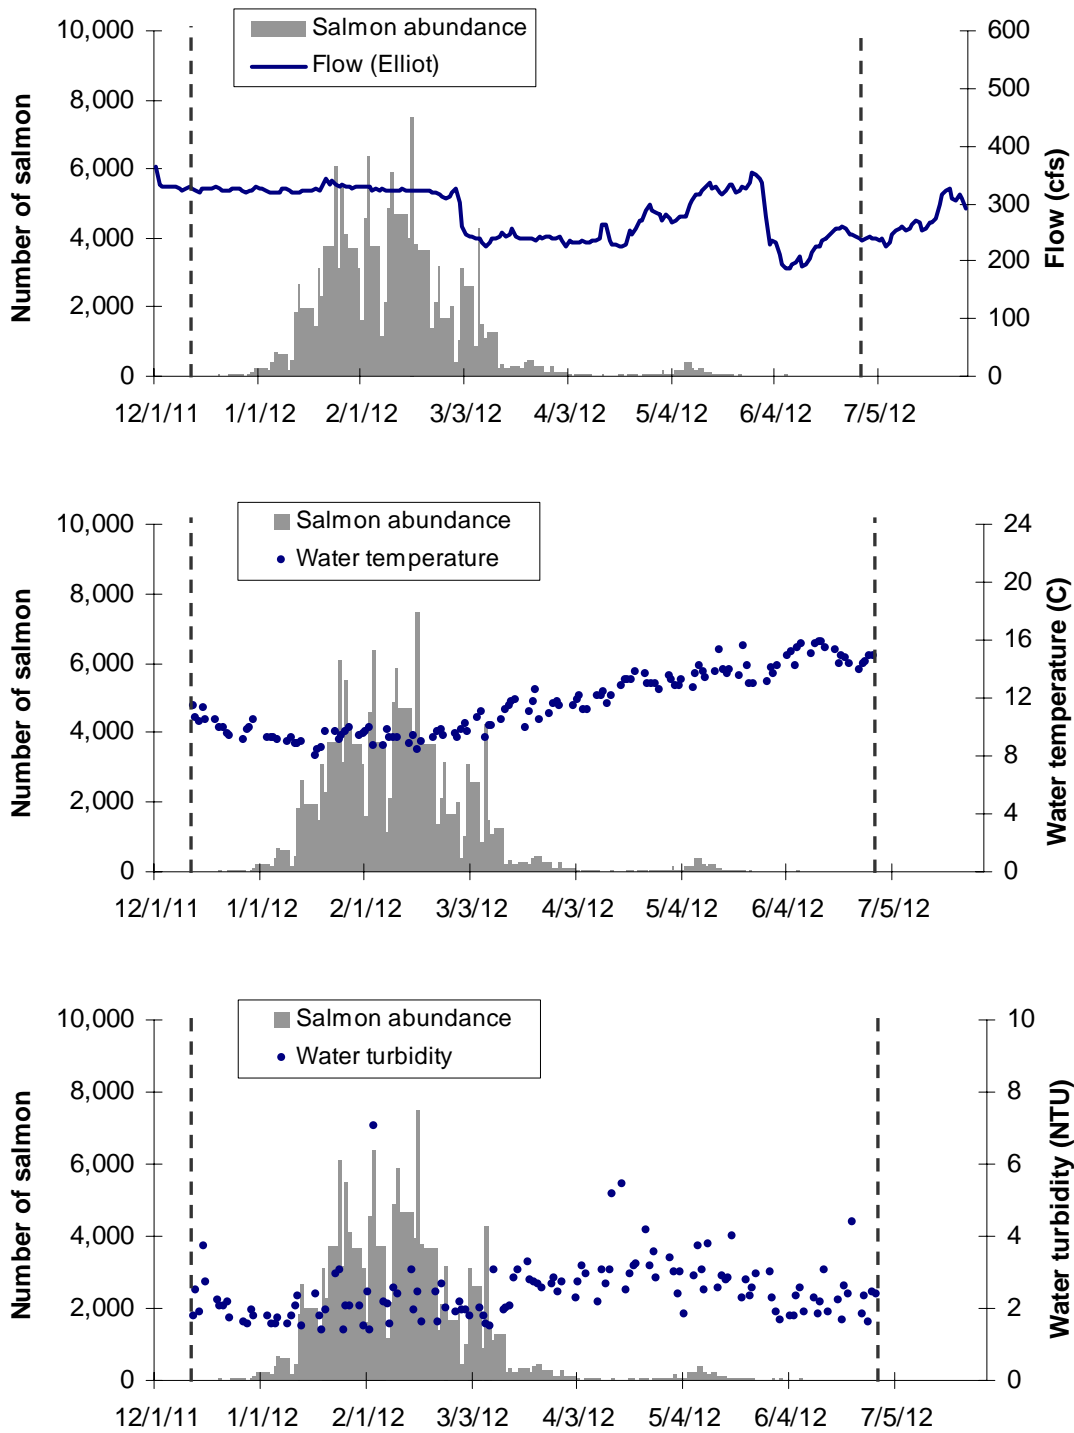 Salmon abundance
Flow (Elliot)
Number of salmon
10,000
8,000
6,000
4,000
2,000
0
600
500
400
300
200
100
0
Flow (cfs)
12/1/11 1/1/12 2/1/12 3/3/12 4/3/12 5/4/12 6/4/12 7/5/12
Salmon abundance
Water temperature
Number of salmon
10,000
8,000
6,000
4,000
2,000
0
24
20
16
12
8
4
0
Water temperature (C)
12/1/11 1/1/12 2/1/12 3/3/12 4/3/12 5/4/12 6/4/12 7/5/12
Salmon abundance
Water turbidity
Number of salmon
10,000
8,000
6,000
4,000
2,000
0
10
8
6
4
2
0
Water turbidity (NTU)
12/1/11 1/1/12 2/1/12 3/3/12 4/3/12 5/4/12 6/4/12 7/5/12